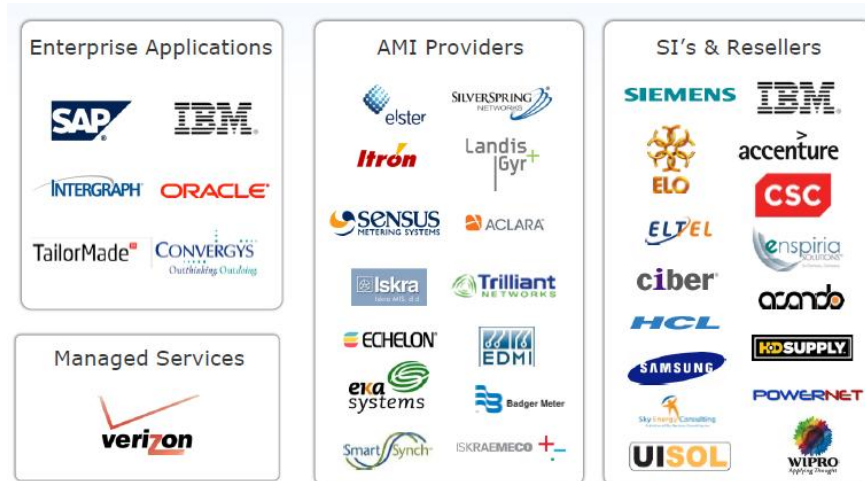 Enterprise Applications
SAP
IBM
INTERGRAPH
ORACLE
TailorMade
CONVERGYS
Outthinking Outdoing.
Managed Services
verizon
AMI Providers
elster
SILVERSPRING
NETWORKS
Itrón
Landis
Gyr+
SENSUS
METERING SYSTEMS
ACLARA
Iskra
Iskra MIS, d.d.
Trilliant
NETWORKS
ECHELON
EDMI
eka
systems
Badger Meter
SmartSynch
ISKRAEMECO
SI's & Resellers
SIEMENS
IBM
ELO
accenture
CSC
ELTEL
enspiria
SOLUTIONS
ciber
acando
HCL
HD SUPPLY
SAMSUNG
POWERNET
Sky Energy Consulting
UISOL
WIPRO
Applying Thought